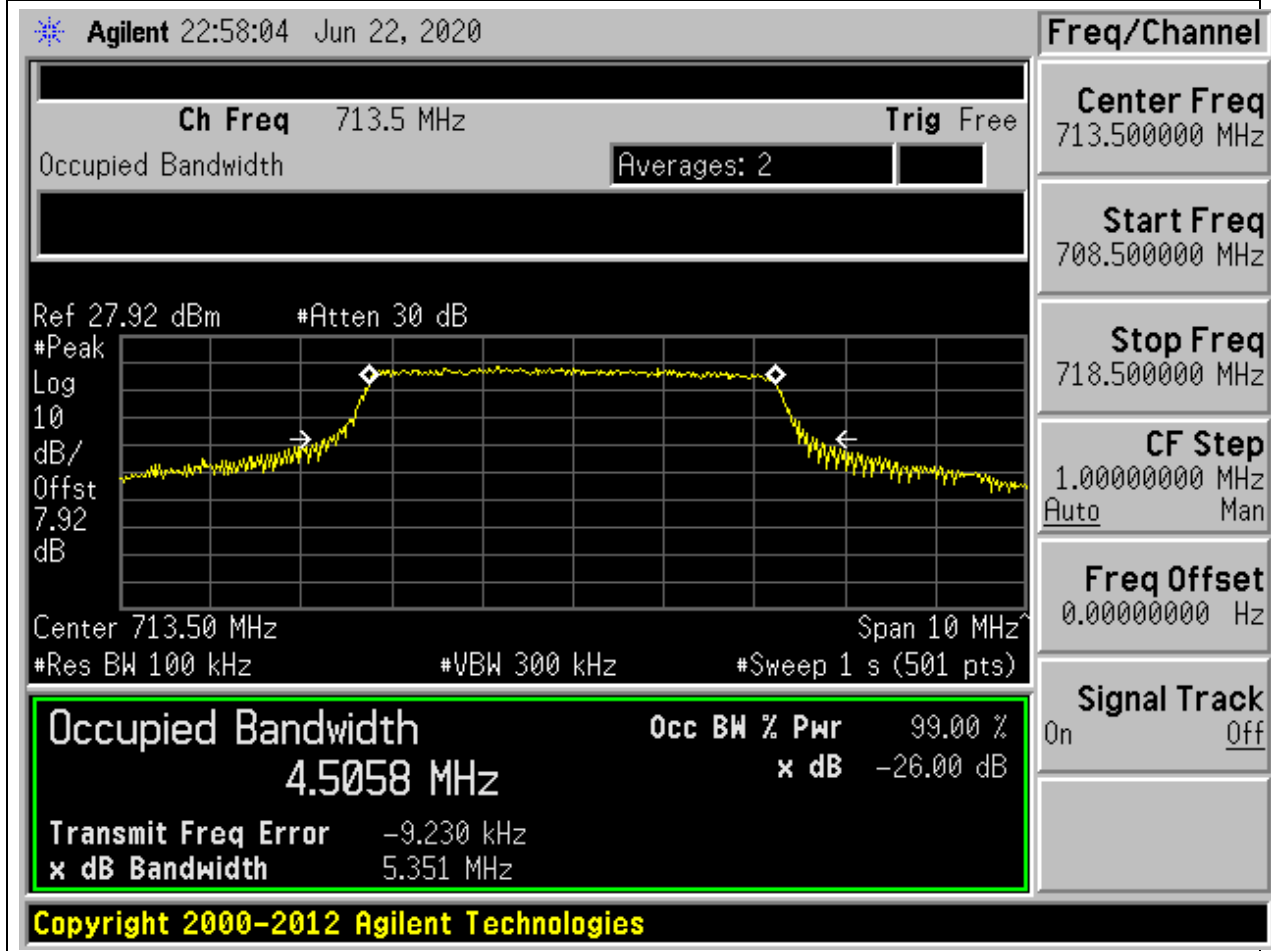 Agilent 22:58:04 Jun 22, 2020
Freq/Channel
Ch Freq 713.5 MHz Trig Free
Occupied Bandwidth Averages: 2
Ref 27.92 dBm #Atten 30 dB
#Peak
Log
10
dB/
Offst
7.92
dB
Center 713.50 MHz Span 10 MHz^
#Res BW 100 kHz #VBW 300 kHz #Sweep 1 s (501 pts)
Occupied Bandwidth Occ BW % Pwr 99.00 %
4.5058 MHz x dB -26.00 dB
Transmit Freq Error -9.230 kHz
x dB Bandwidth 5.351 MHz
Center Freq
713.500000 MHz
Start Freq
708.500000 MHz
Stop Freq
718.500000 MHz
CF Step
1.00000000 MHz
Auto Man
Freq Offset
0.00000000 Hz
Signal Track
On Off
Copyright 2000-2012 Agilent Technologies